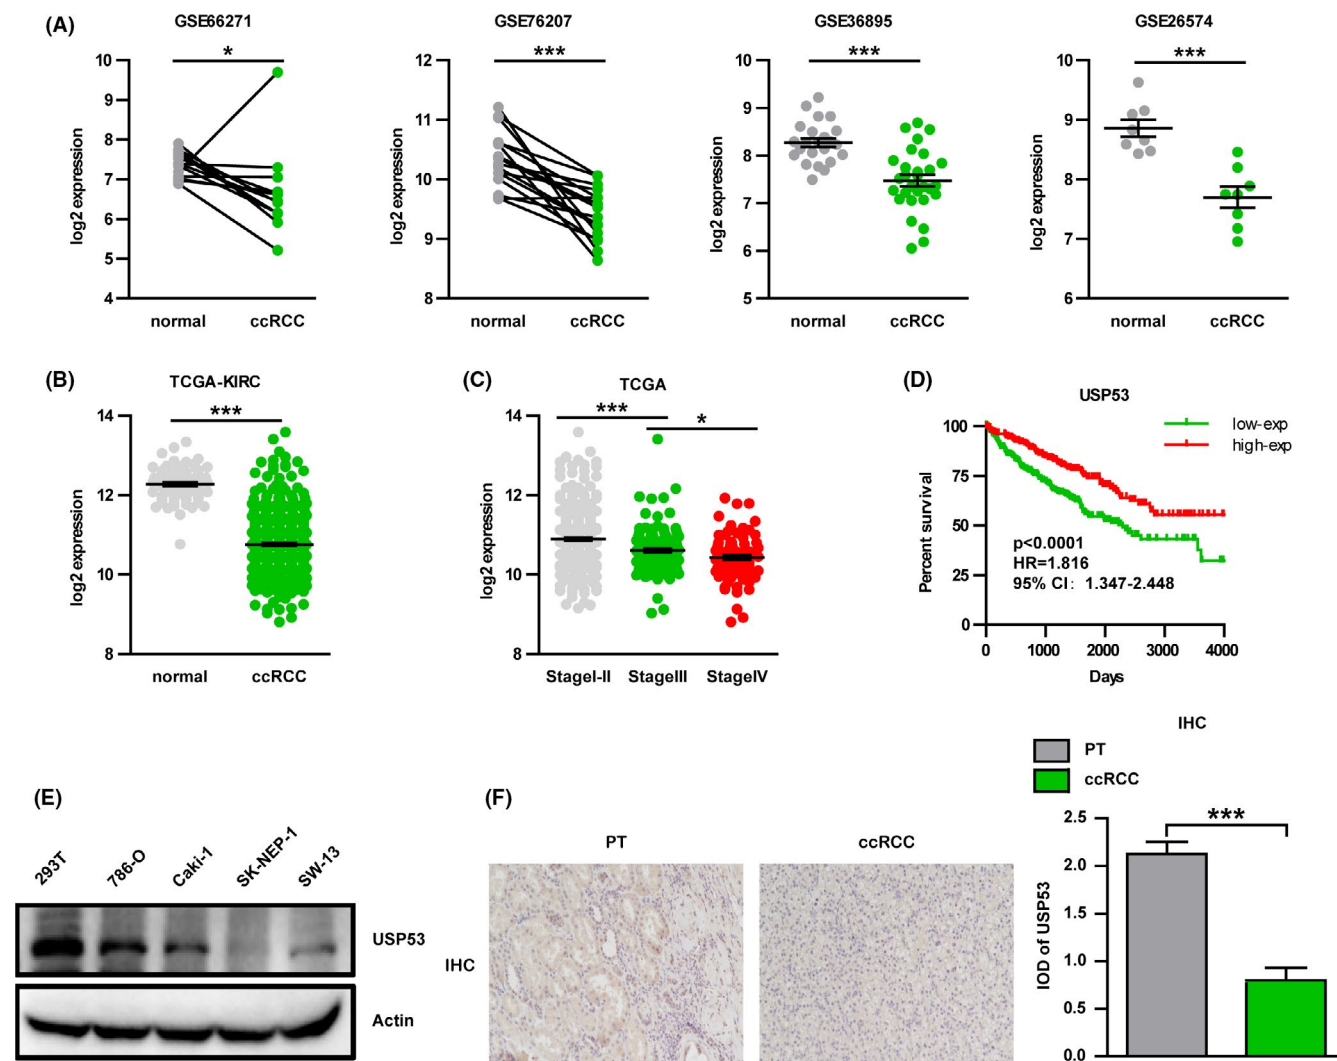 (A)
GSE66271
GSE76207
GSE36895
GSE26574
*
***
***
***
log2 expression
10
9
8
7
6
5
4
normal
ccRCC
log2 expression
12
11
10
9
8
normal
ccRCC
log2 expression
10
9
8
7
6
5
normal
ccRCC
log2 expression
10
9
8
7
6
normal
ccRCC
(B)
TCGA-KIRC
***
log2 expression
14
12
10
8
normal
ccRCC
(C)
TCGA
***
*
log2 expression
14
12
10
8
StageI-II
StageIII
StageIV
(D)
USP53
low-exp
high-exp
Percent survival
100
75
50
25
0
p<0.0001
HR=1.816
95% CI: 1.347-2.448
0
1000
2000
3000
4000
Days
(E)
293T
786-O
Caki-1
SK-NEP-1
SW-13
USP53
Actin
(F)
PT
ccRCC
IHC
IHC
PT
ccRCC
***
IOD of USP53
2.5
2.0
1.5
1.0
0.5
0.0